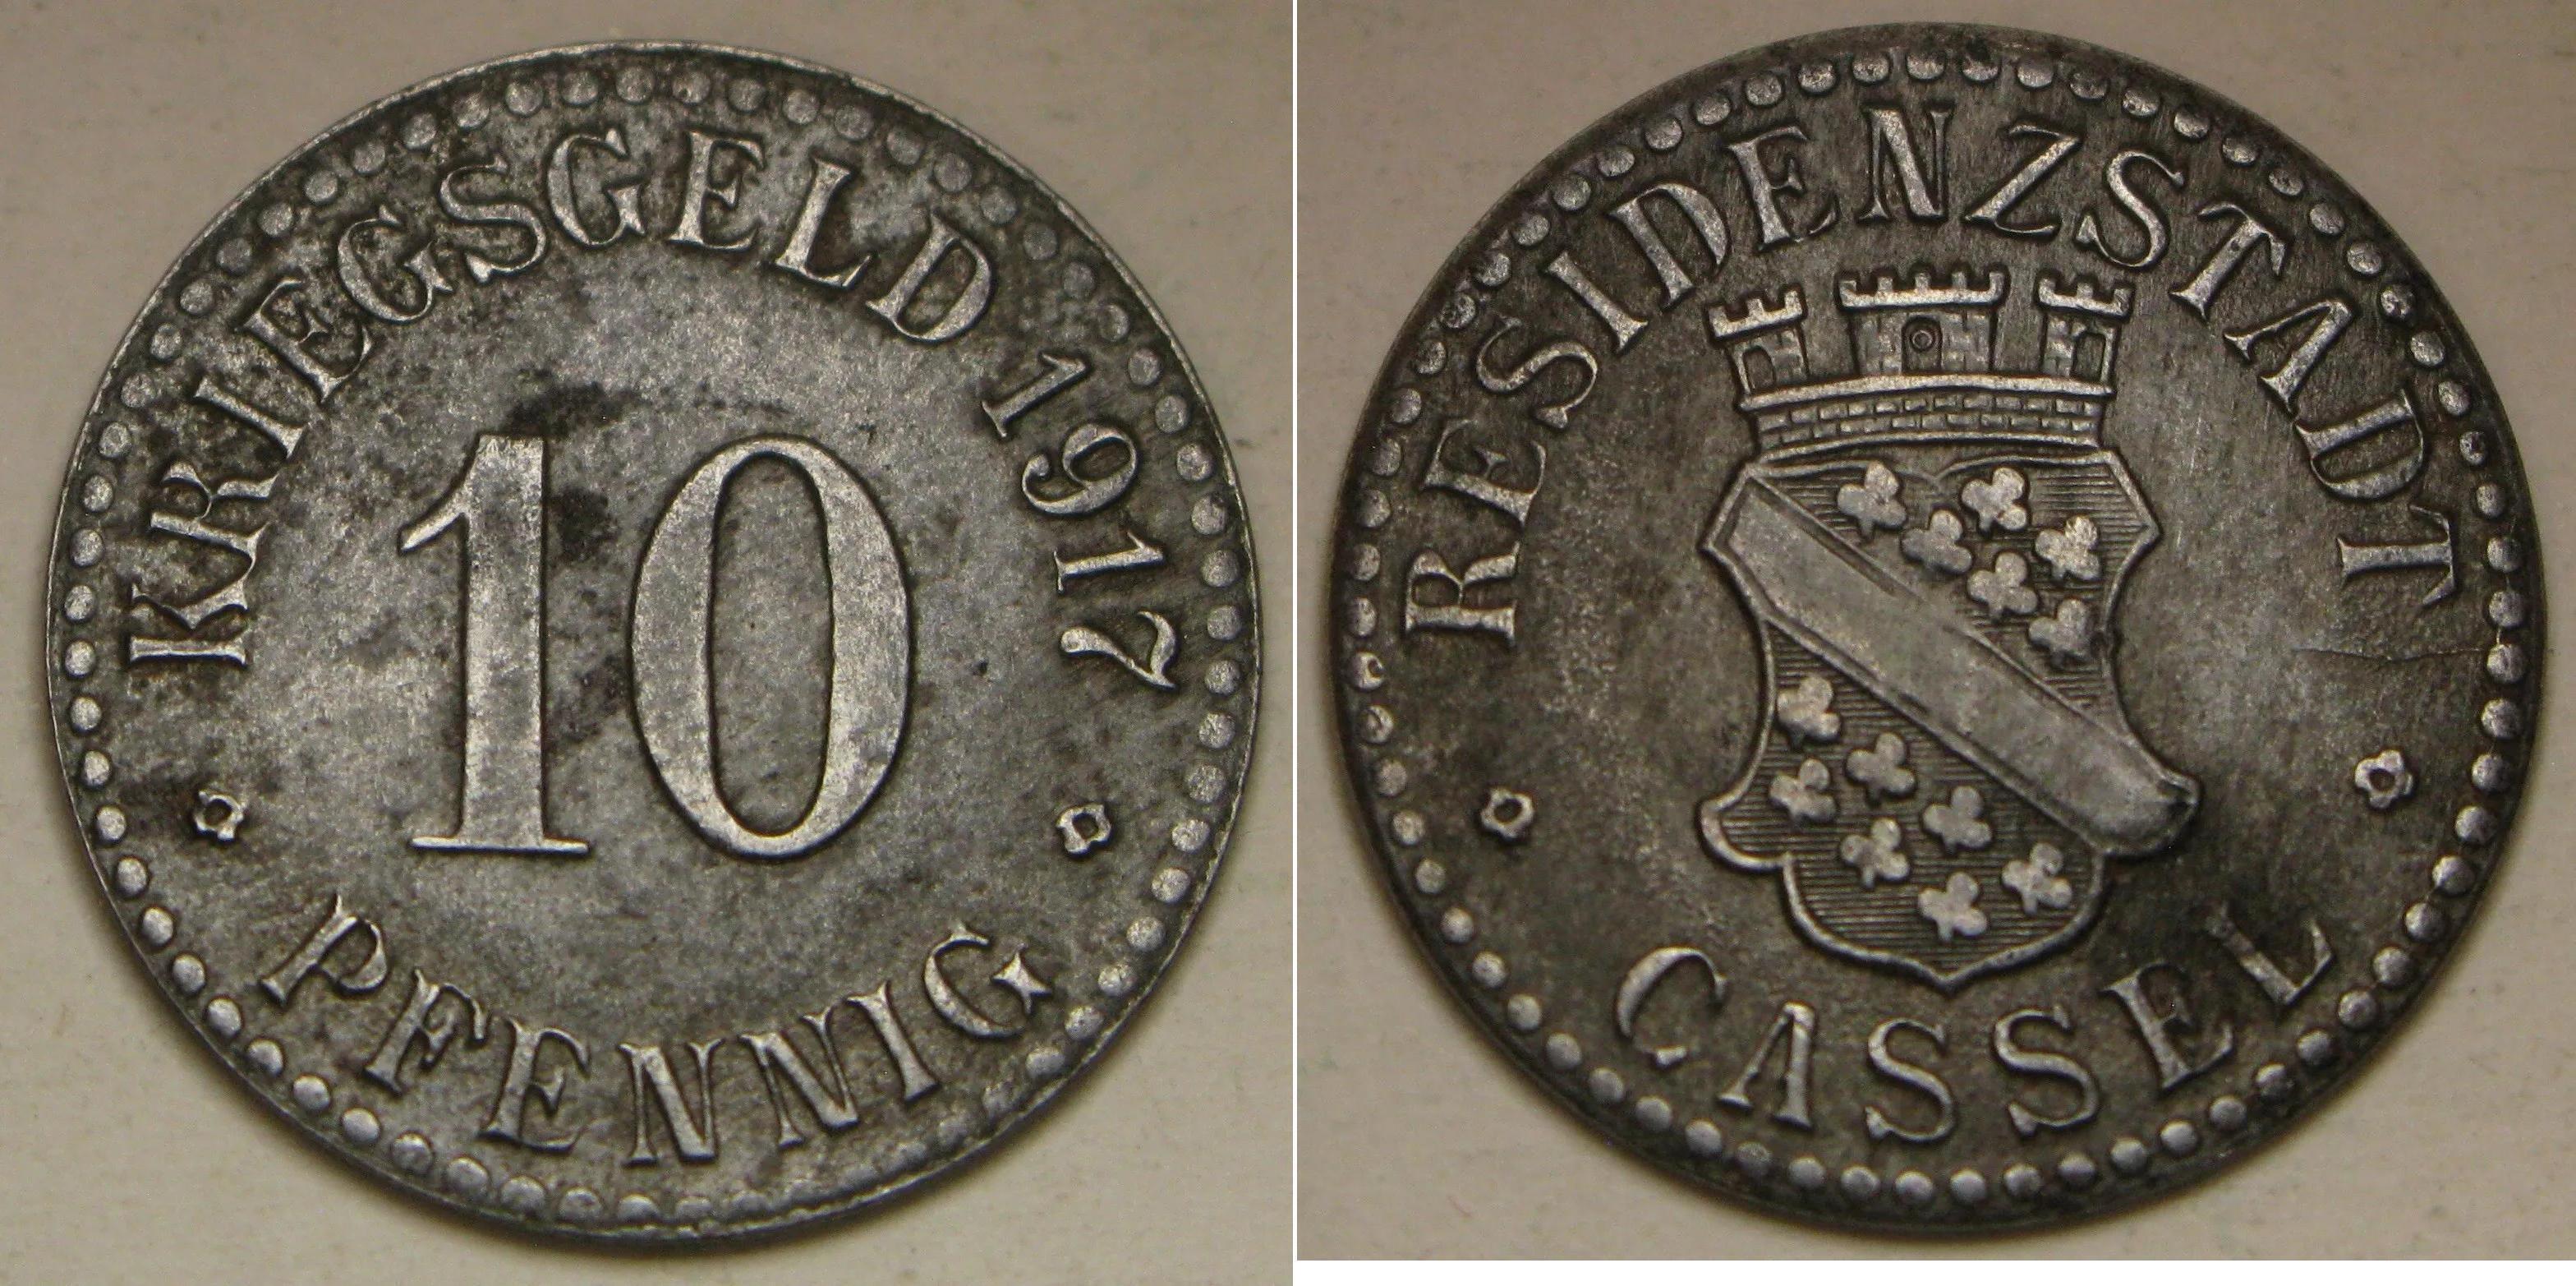 KRIEGSGELD 1917
10
PFENNIG
RESIDENZSTADT
CASSEL